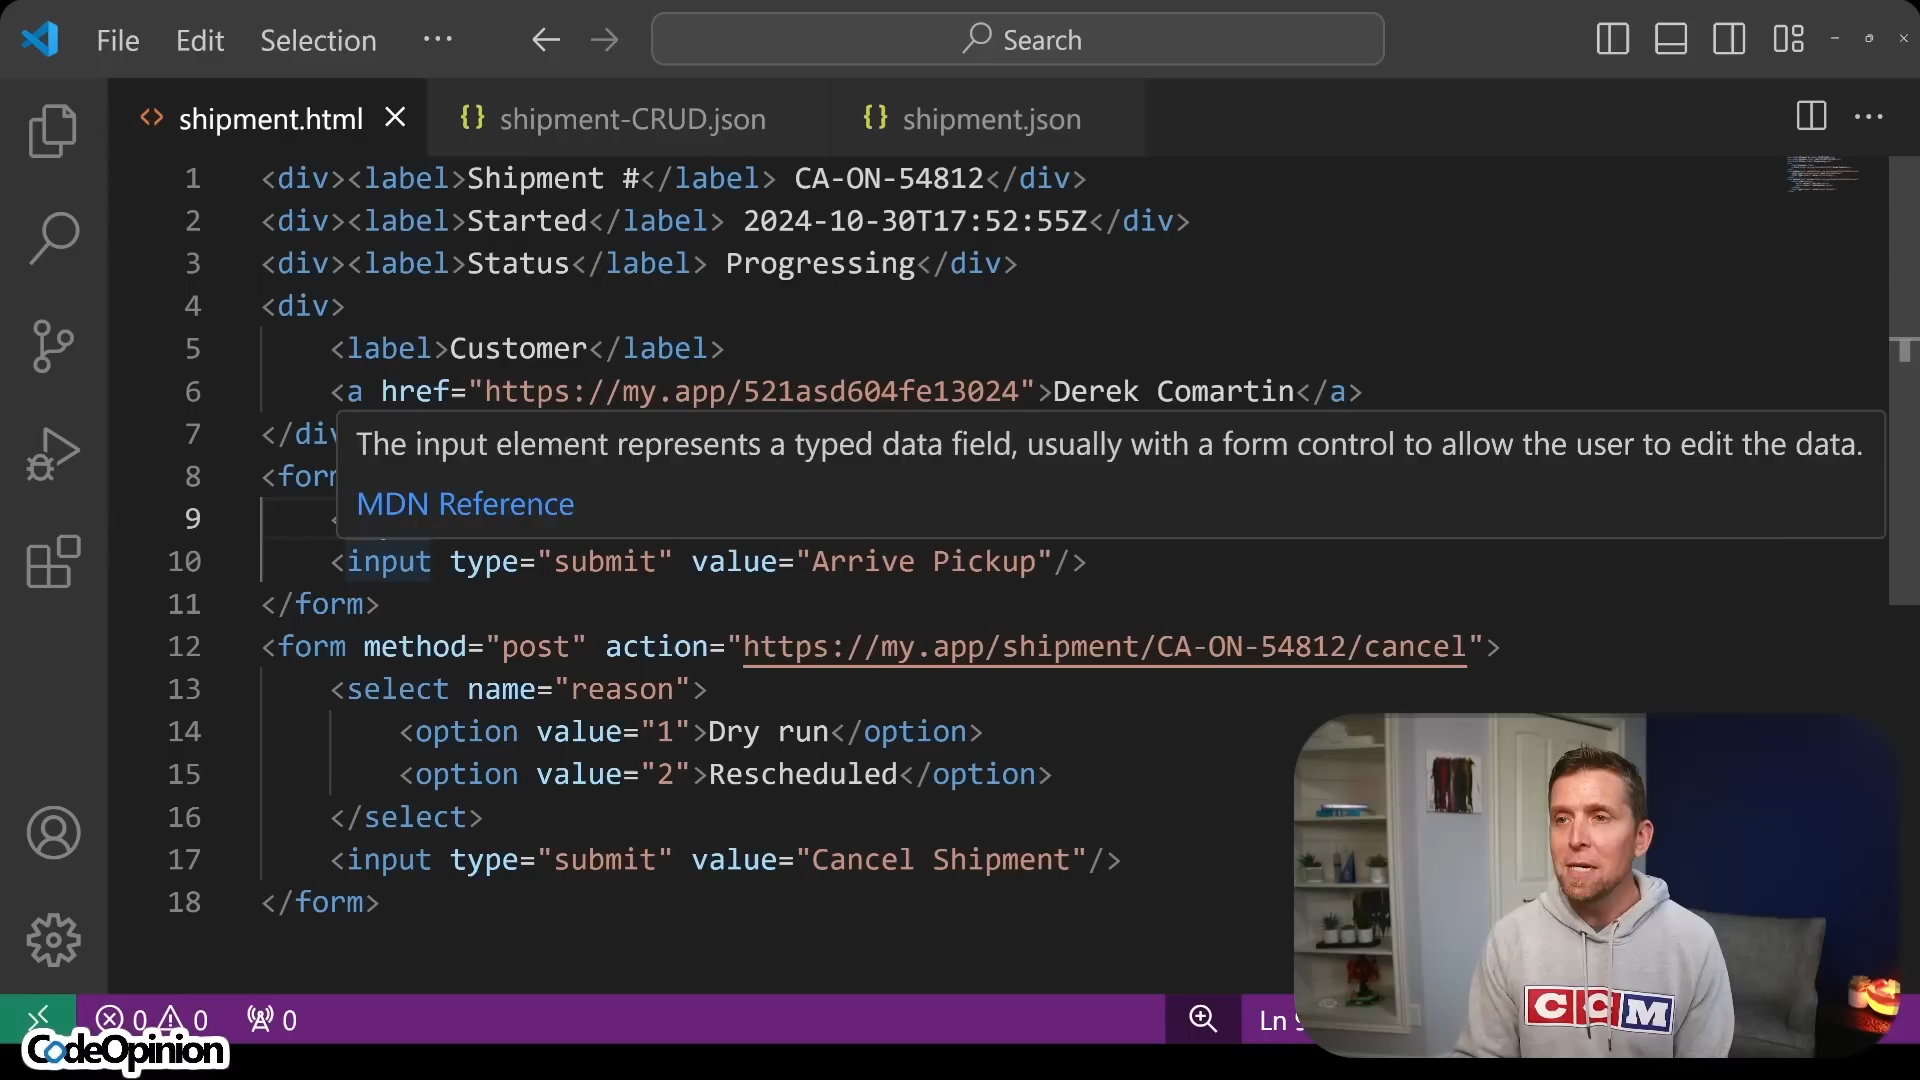 File Edit Selection ··· Search
shipment.html shipment-CRUD.json shipment.json
1 <div><label>Shipment #</label> CA-ON-54812</div>
2 <div><label>Started</label> 2024-10-30T17:52:55Z</div>
3 <div><label>Status</label> Progressing</div>
4 <div>
5 <label>Customer</label>
6 <a href="https://my.app/521asd604fe13024">Derek Comartin</a>
7 </div
The input element represents a typed data field, usually with a form control to allow the user to edit the data.
8 <form
MDN Reference
9 <
10 <input type="submit" value="Arrive Pickup"/>
11 </form>
12 <form method="post" action="https://my.app/shipment/CA-ON-54812/cancel">
13 <select name="reason">
14 <option value="1">Dry run</option>
15 <option value="2">Rescheduled</option>
16 </select>
17 <input type="submit" value="Cancel Shipment"/>
18 </form>
0 0 0 Ln 9
CodeOpinion
CCM